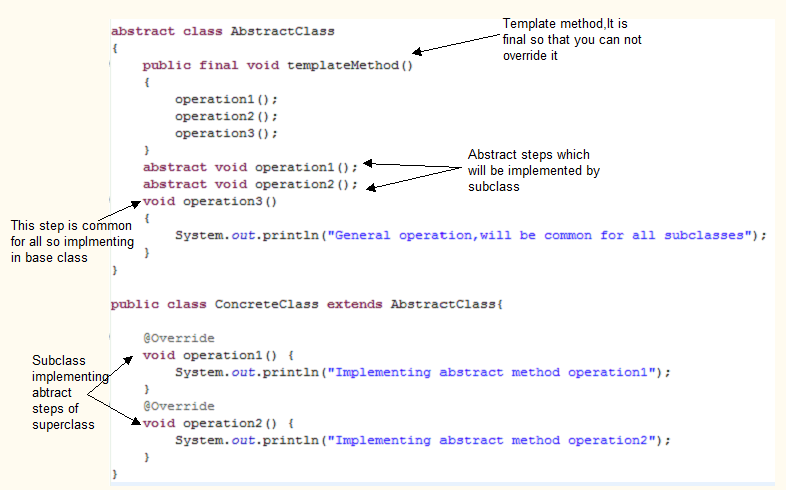 abstract class AbstractClass
{
public final void templateMethod()
{
operation1();
operation2();
operation3();
}
abstract void operation1();
abstract void operation2();
void operation3()
{
System.out.println("General operation,will be common for all subclasses");
}
}
public class ConcreteClass extends AbstractClass{
@Override
void operation1() {
System.out.println("Implementing abstract method operation1");
}
@Override
void operation2() {
System.out.println("Implementing abstract method operation2");
}
}
Template method,It is
final so that you can not
override it
Abstract steps which
will be implemented by
subclass
This step is common
for all so implmenting
in base class
Subclass
implementing
abtract
steps of
superclass